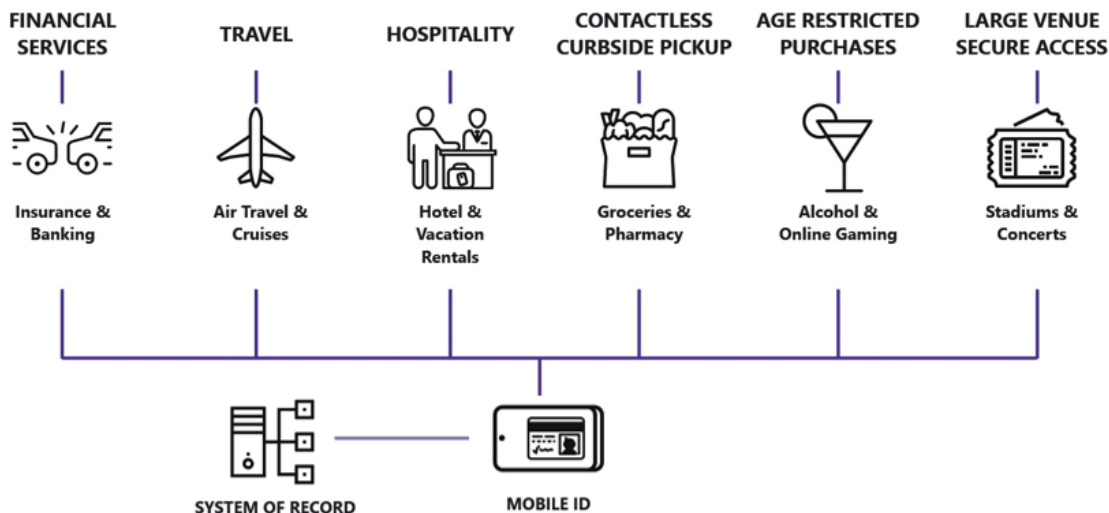 FINANCIAL
SERVICES
TRAVEL
HOSPITALITY
CONTACTLESS
CURBSIDE PICKUP
AGE RESTRICTED
PURCHASES
LARGE VENUE
SECURE ACCESS
Insurance &
Banking
Air Travel &
Cruises
Hotel &
Vacation
Rentals
Groceries &
Pharmacy
Alcohol &
Online Gaming
Stadiums &
Concerts
SYSTEM OF RECORD
MOBILE ID